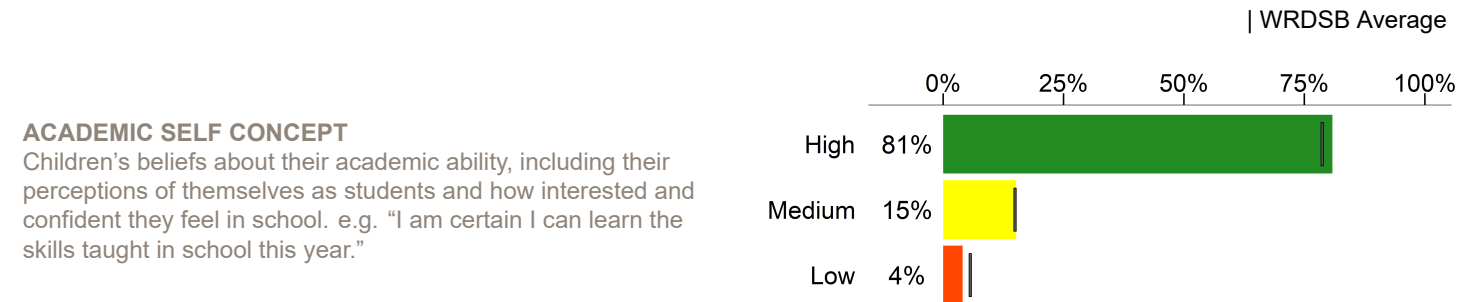 | WRDSB Average
0% 25% 50% 75% 100%
ACADEMIC SELF CONCEPT
Children’s beliefs about their academic ability, including their
perceptions of themselves as students and how interested and
confident they feel in school. e.g. “I am certain I can learn the
skills taught in school this year.”
High 81%
Medium 15%
Low 4%